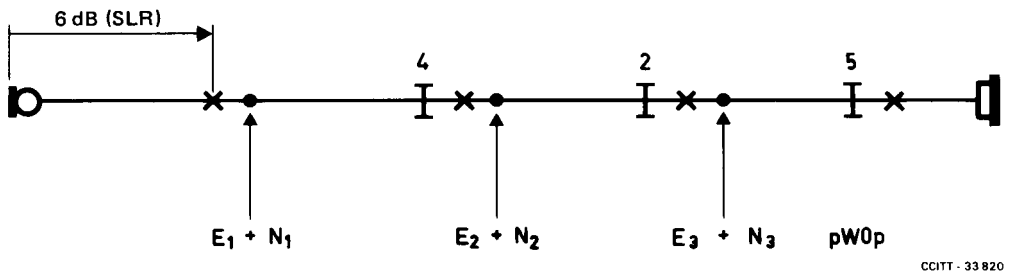 6 dB (SLR)
4 2 5
E₁ + N₁ E₂ + N₂ E₃ + N₃ pW0p
CCITT - 33 820